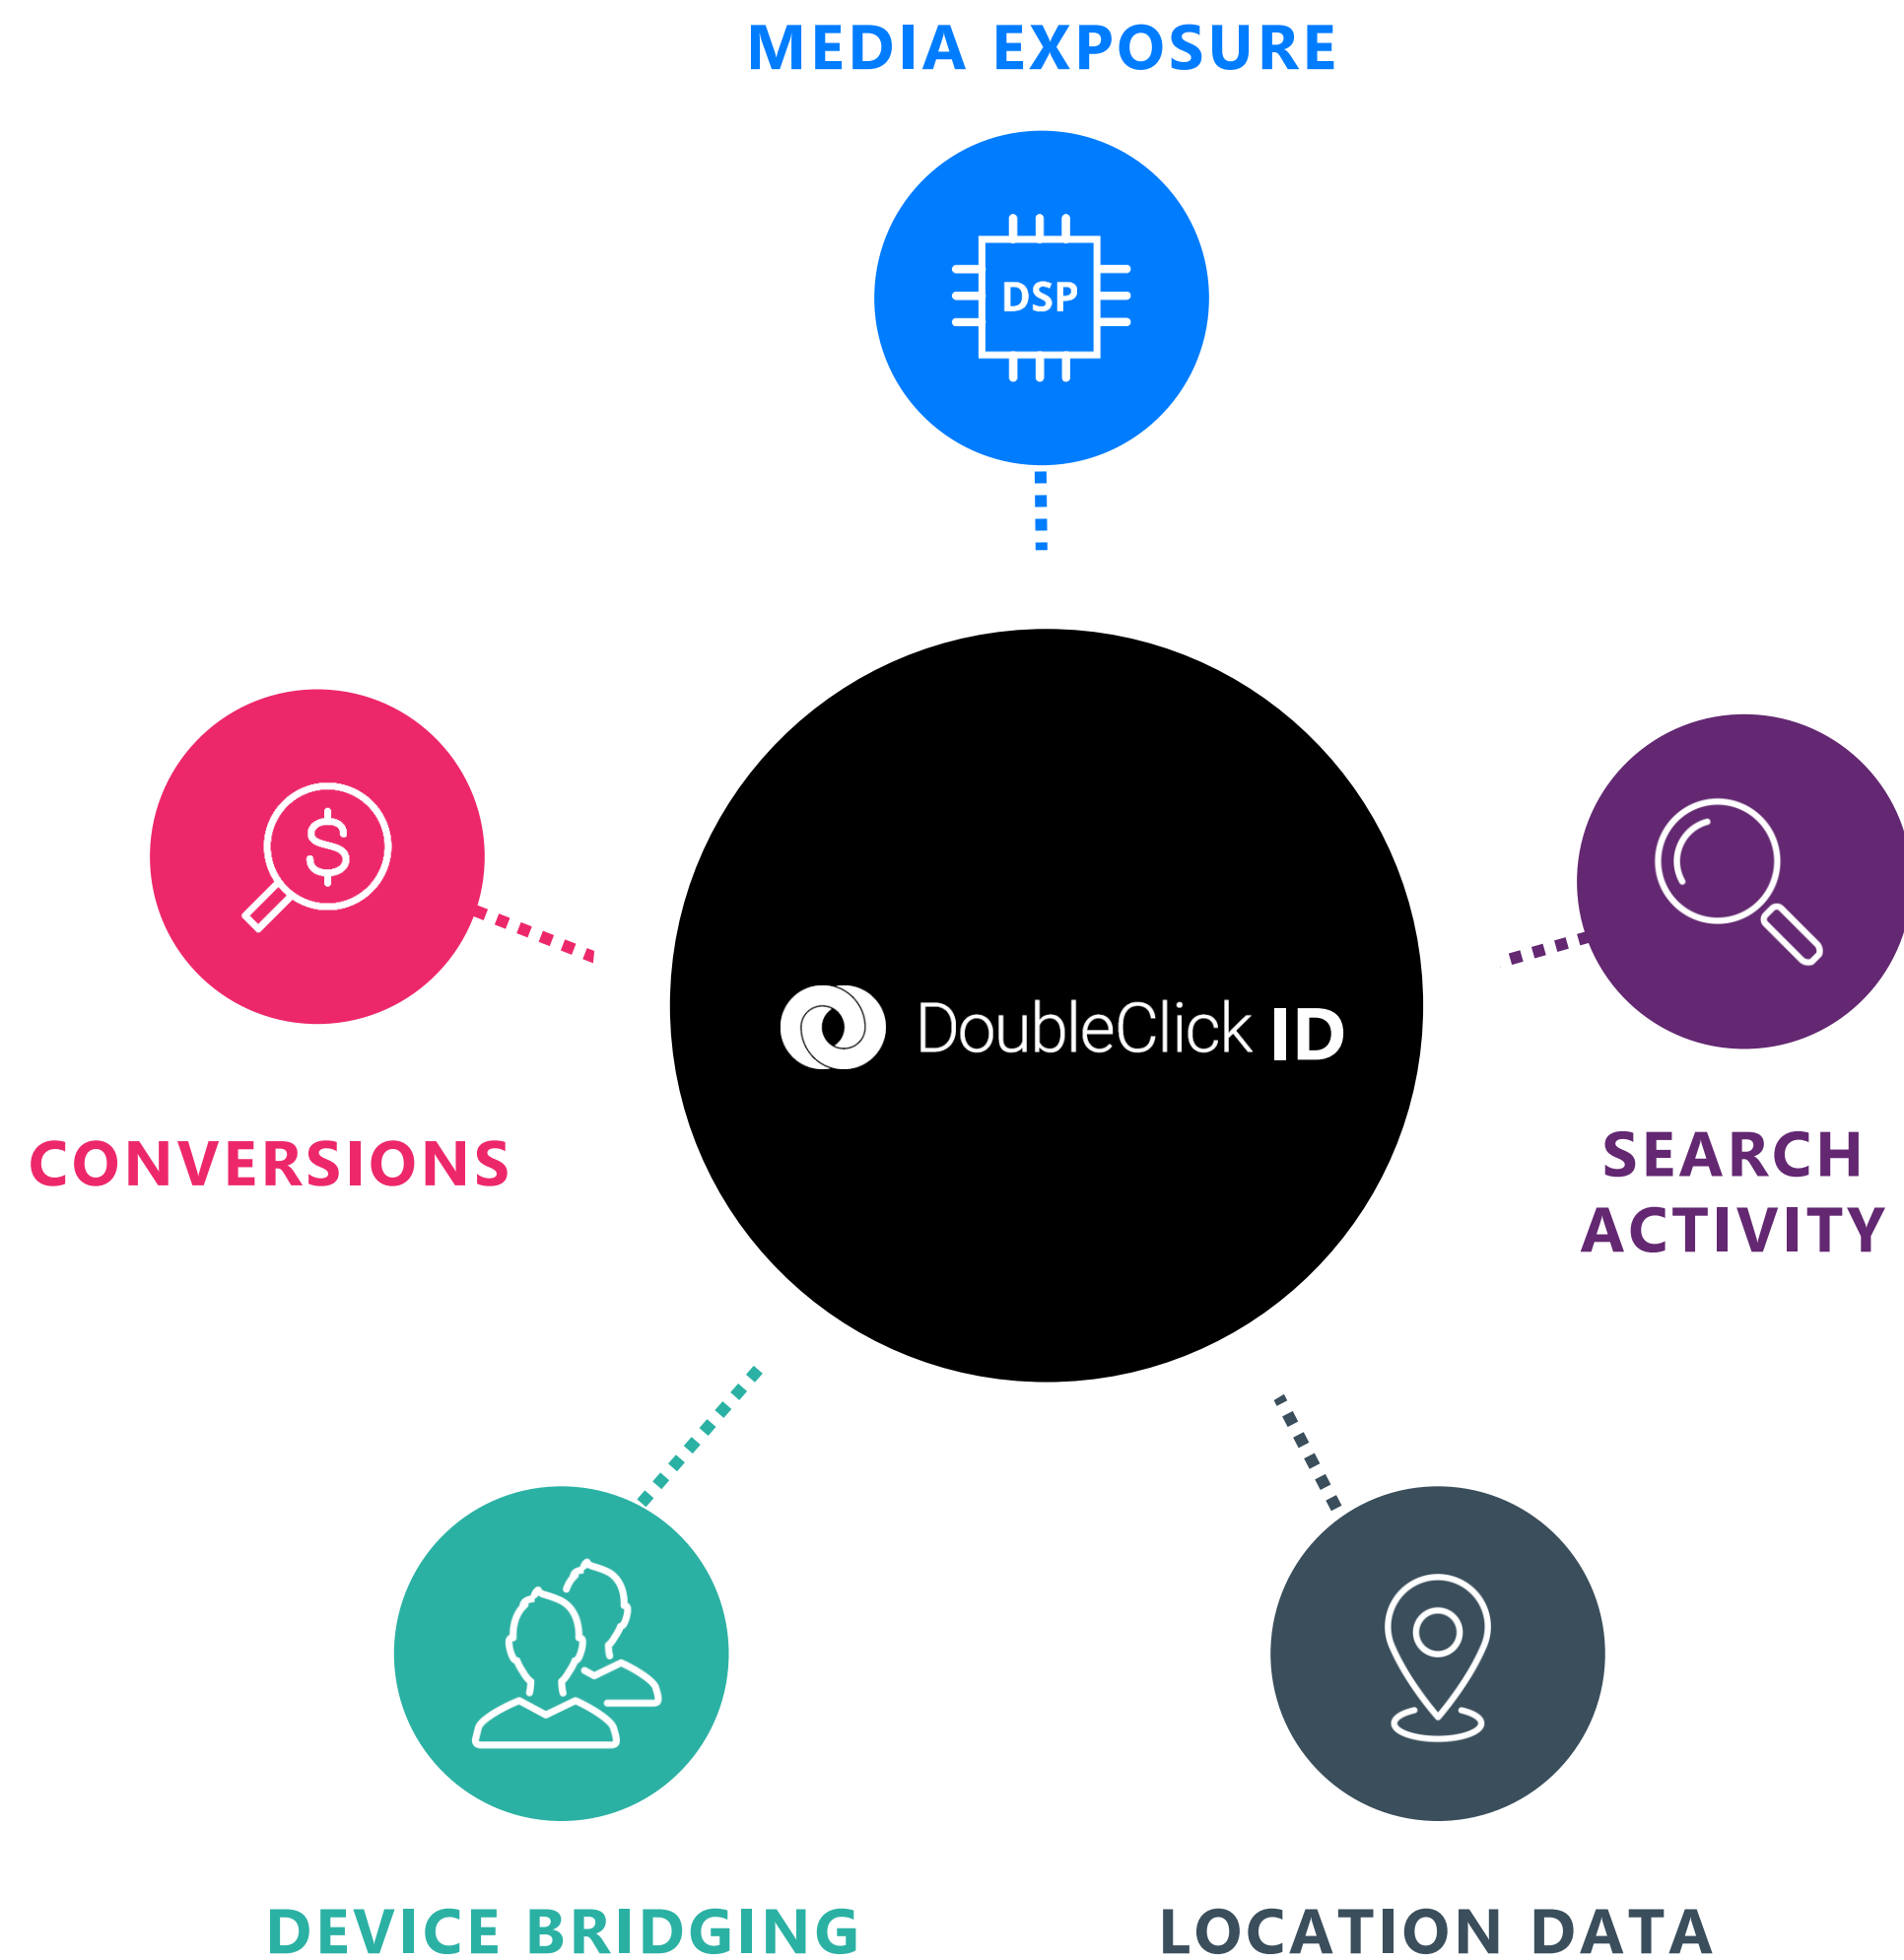 MEDIA EXPOSURE
DSP
DoubleClick ID
CONVERSIONS
SEARCH
ACTIVITY
DEVICE BRIDGING
LOCATION DATA